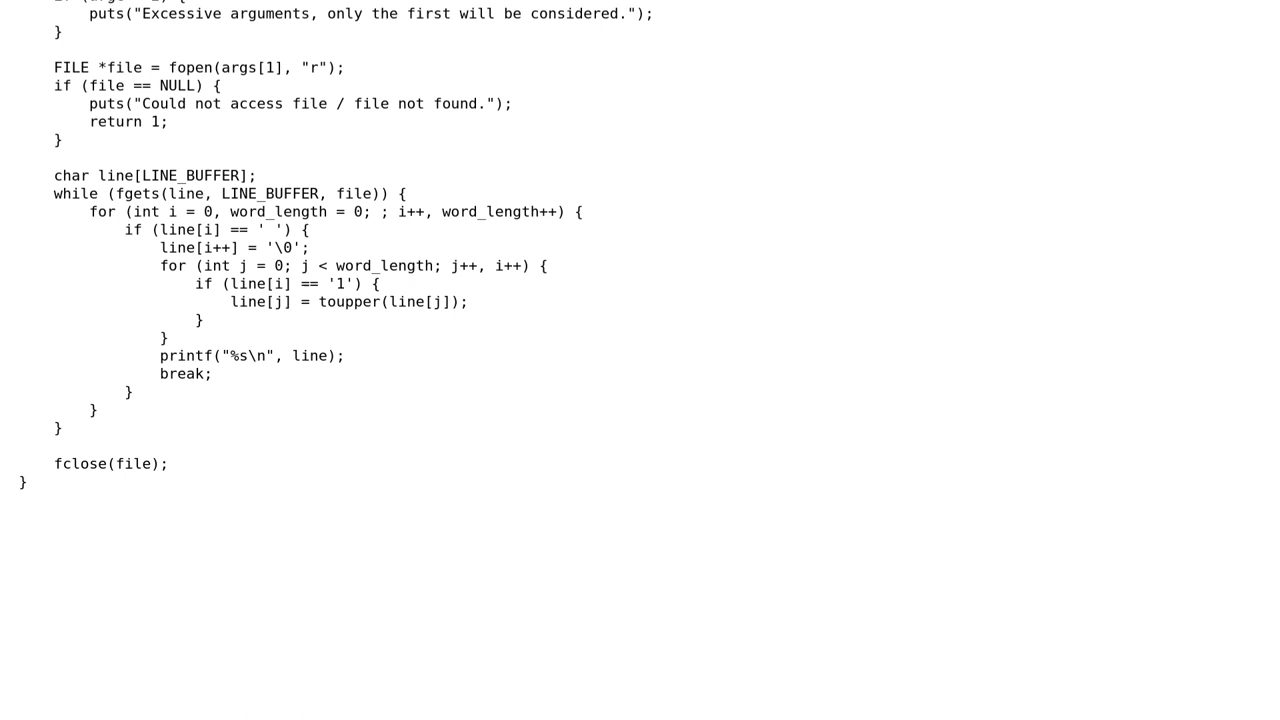 puts("Excessive arguments, only the first will be considered.");
}
FILE *file = fopen(args[1], "r");
if (file == NULL) {
puts("Could not access file / file not found.");
return 1;
}
char line[LINE_BUFFER];
while (fgets(line, LINE_BUFFER, file)) {
for (int i = 0, word_length = 0; ; i++, word_length++) {
if (line[i] == ' ') {
line[i++] = '\0';
for (int j = 0; j < word_length; j++, i++) {
if (line[i] == '1') {
line[j] = toupper(line[j]);
}
}
printf("%s\n", line);
break;
}
}
}
fclose(file);
}